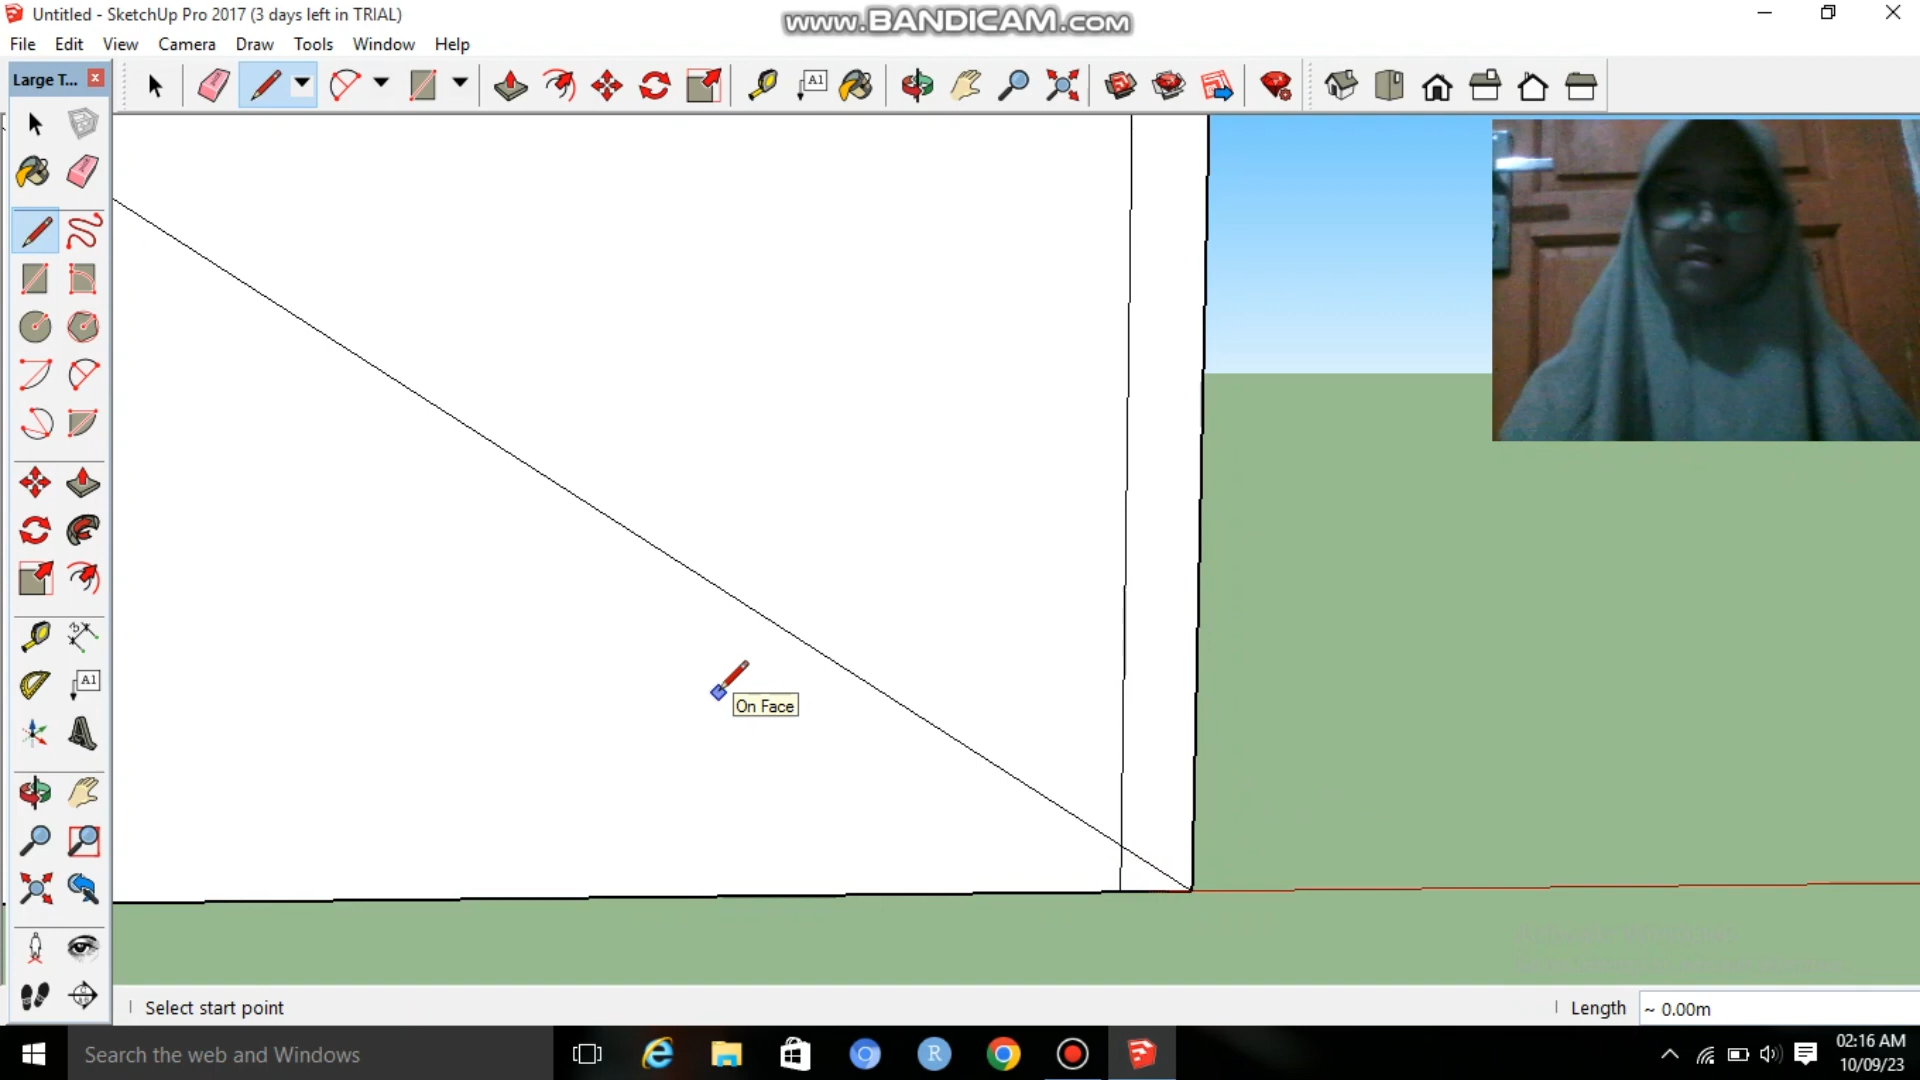 Untitled - SketchUp Pro 2017 (3 days left in TRIAL)
www.BANDICAM.com
File Edit View Camera Draw Tools Window Help
Large T...
A1
A1
On Face
Select start point
Length ~ 0.00m
Search the web and Windows
02:16 AM
10/09/23